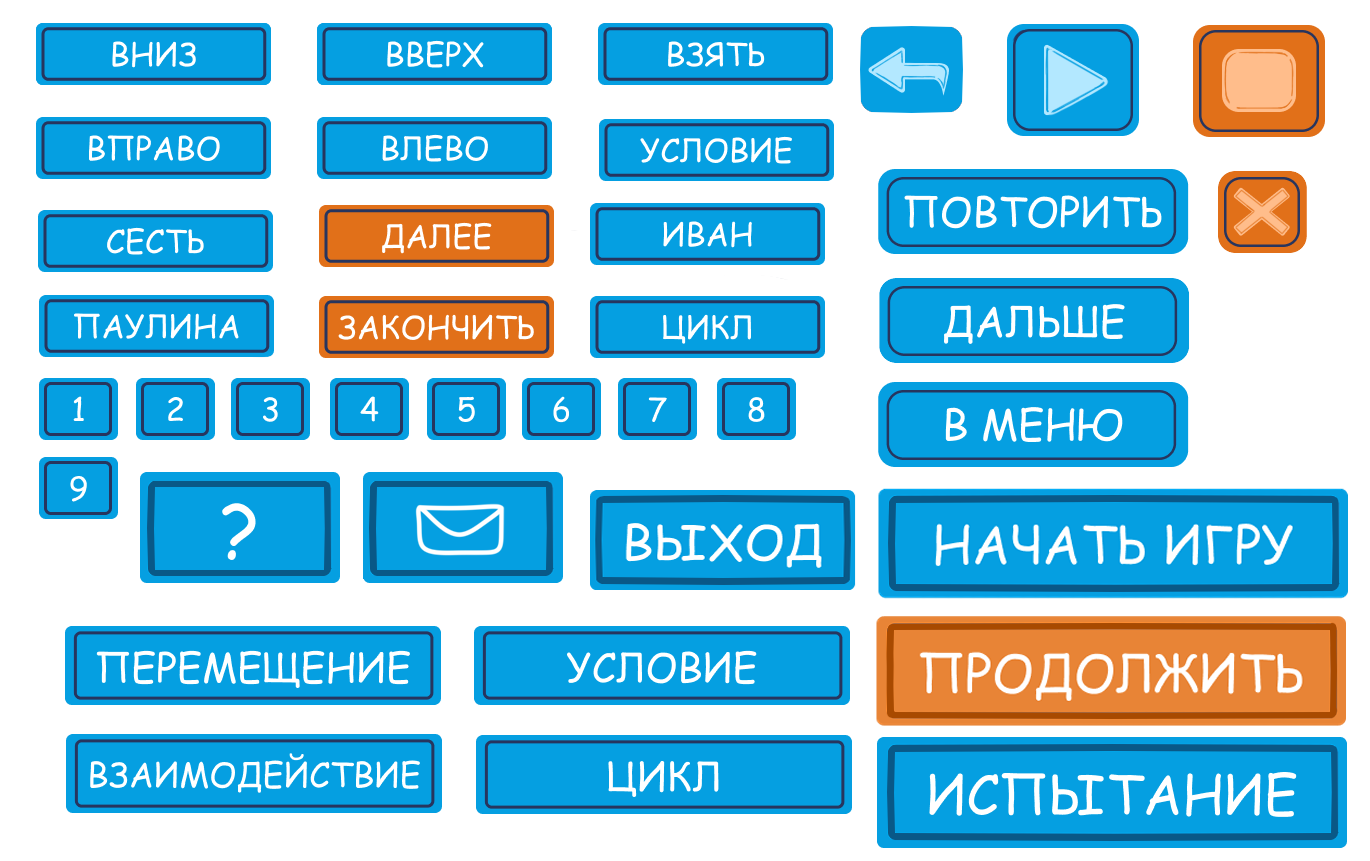 ВНИЗ
ВВЕРХ
ВЗЯТЬ
ВПРАВО
ВЛЕВО
УСЛОВИЕ
СЕСТЬ
ДАЛЕЕ
ИВАН
ПАУЛИНА
ЗАКОНЧИТЬ
ЦИКЛ
1
2
3
4
5
6
7
8
9
?
ВЫХОД
ПОВТОРИТЬ
ДАЛЬШЕ
В МЕНЮ
НАЧАТЬ ИГРУ
ПРОДОЛЖИТЬ
ИСПЫТАНИЕ
ПЕРЕМЕЩЕНИЕ
УСЛОВИЕ
ВЗАИМОДЕЙСТВИЕ
ЦИКЛ